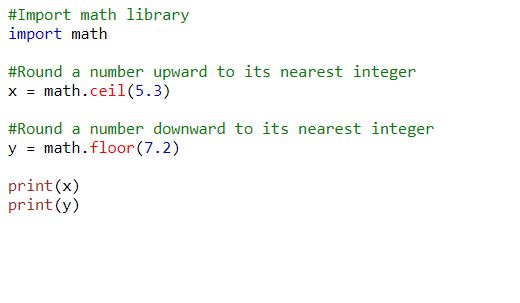 #Import math library
import math
#Round a number upward to its nearest integer
x = math.ceil(5.3)
#Round a number downward to its nearest integer
y = math.floor(7.2)
print(x)
print(y)